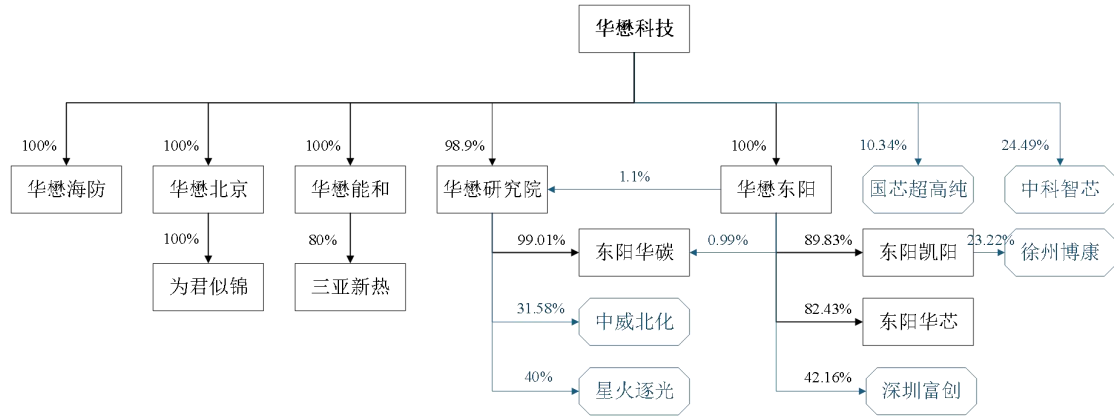 华懋科技
100%
100%
100%
98.9%
100%
10.34%
24.49%
华懋海防
华懋北京
华懋能和
华懋研究院
1.1%
华懋东阳
国芯超高纯
中科智芯
100%
80%
99.01%
0.99%
89.83%
23.22%
为君似锦
三亚新热
东阳华碳
东阳凯阳
徐州博康
31.58%
82.43%
中威北化
东阳华芯
40%
42.16%
星火逐光
深圳富创